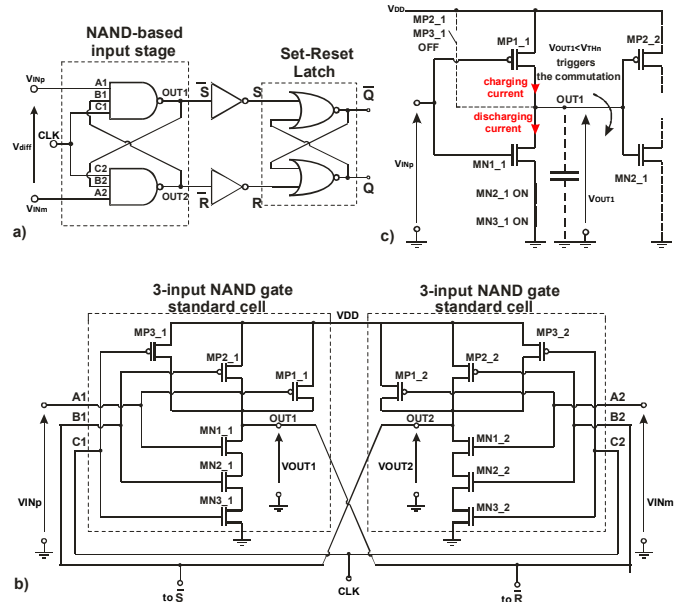 NAND-based
input stage
Set-Reset
Latch
VINp
A1
B1
C1
OUT1
S
S
Q
CLK
Vdiff
C2
B2
A2
OUT2
R
R
Q
VINm
a)
VDD
MP2_1
MP3_1
OFF
MP1_1
VOUT1<VTHn
triggers
the commutation
MP2_2
charging
current
OUT1
discharging
current
VINp
MN1_1
MN2_1 ON
MN3_1 ON
VOUT1
MN2_1
c)
3-input NAND gate
standard cell
VDD
3-input NAND gate
standard cell
MP3_1
MP2_1
MP1_1
MP1_2
MP2_2
MP3_2
A1
B1
C1
OUT1
OUT2
A2
B2
C2
MN1_1
MN2_1
MN3_1
VOUT1
VOUT2
MN1_2
MN2_2
MN3_2
VINp
VINm
b)
to S
CLK
to R